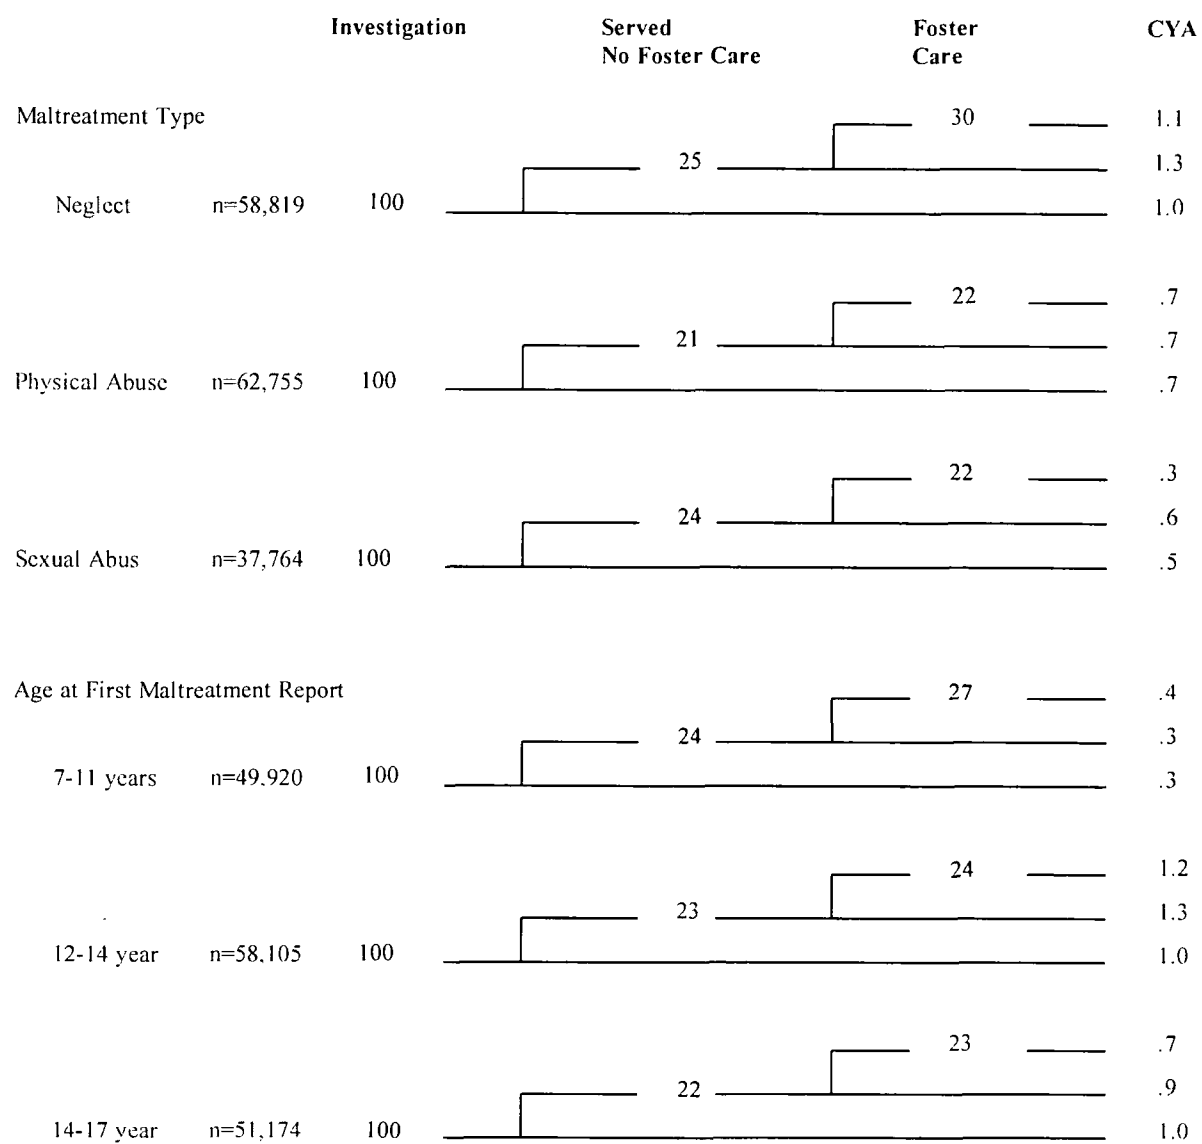 Investigation Served Foster CYA
No Foster Care Care
Maltreatment Type 30 1.1
25 1.3
Neglect n=58,819 100 1.0
22 .7
21 .7
Physical Abuse n=62,755 100 .7
22 .3
24 .6
Sexual Abus n=37,764 100 .5
Age at First Maltreatment Report 27 .4
24 .3
7-11 years n=49,920 100 .3
24 1.2
23 1.3
12-14 year n=58,105 100 1.0
23 .7
22 .9
14-17 year n=51,174 100 1.0